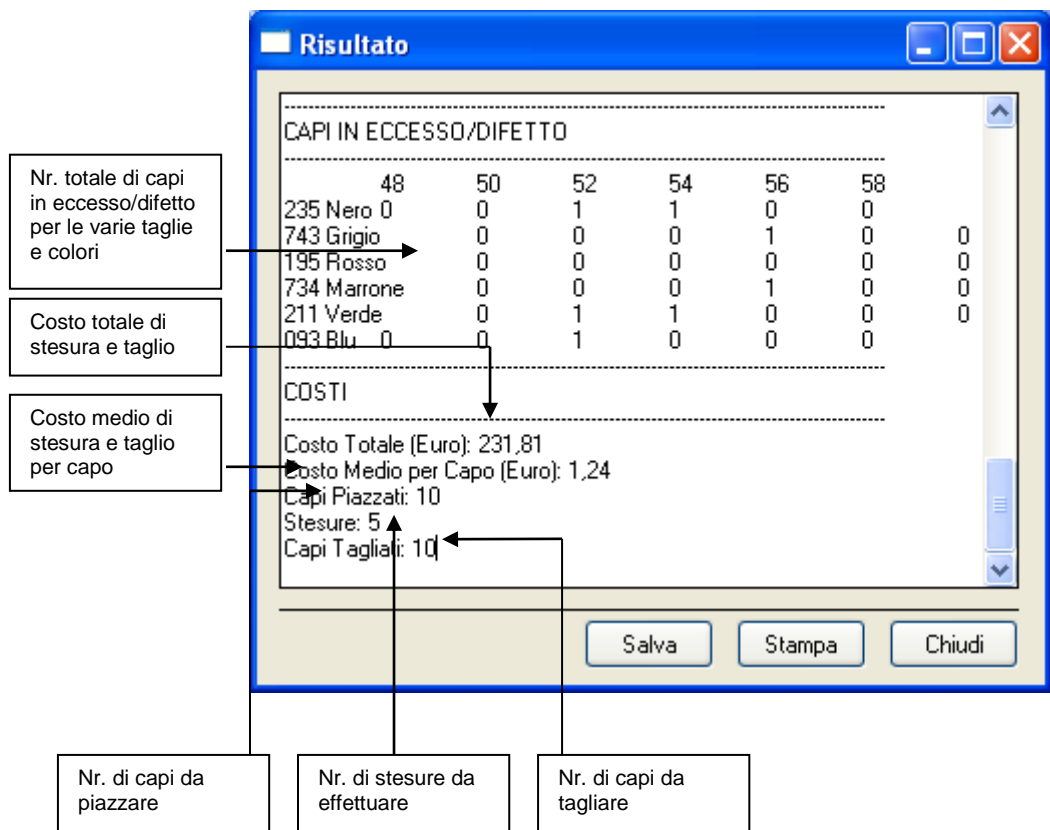 Risultato
CAPI IN ECCESSO/DIFETTO
48 50 52 54 56 58
235 Nero 0 0 1 1 0 0
743 Grigio 0 0 0 1 0 0
195 Rosso 0 0 0 0 0 0
734 Marrone 0 0 0 1 0 0
211 Verde 0 1 1 0 0 0
093 Blu 0 0 1 0 0 0
COSTI
Costo Totale (Euro): 231,81
Costo Medio per Capo (Euro): 1,24
Capi Piazzati: 10
Stesure: 5
Capi Tagliati: 10
Salva Stampa Chiudi
Nr. totale di capi
in eccesso/difetto
per le varie taglie
e colori
Costo totale di
stesura e taglio
Costo medio di
stesura e taglio
per capo
Nr. di capi da
piazzare
Nr. di stesure da
effettuare
Nr. di capi da
tagliare